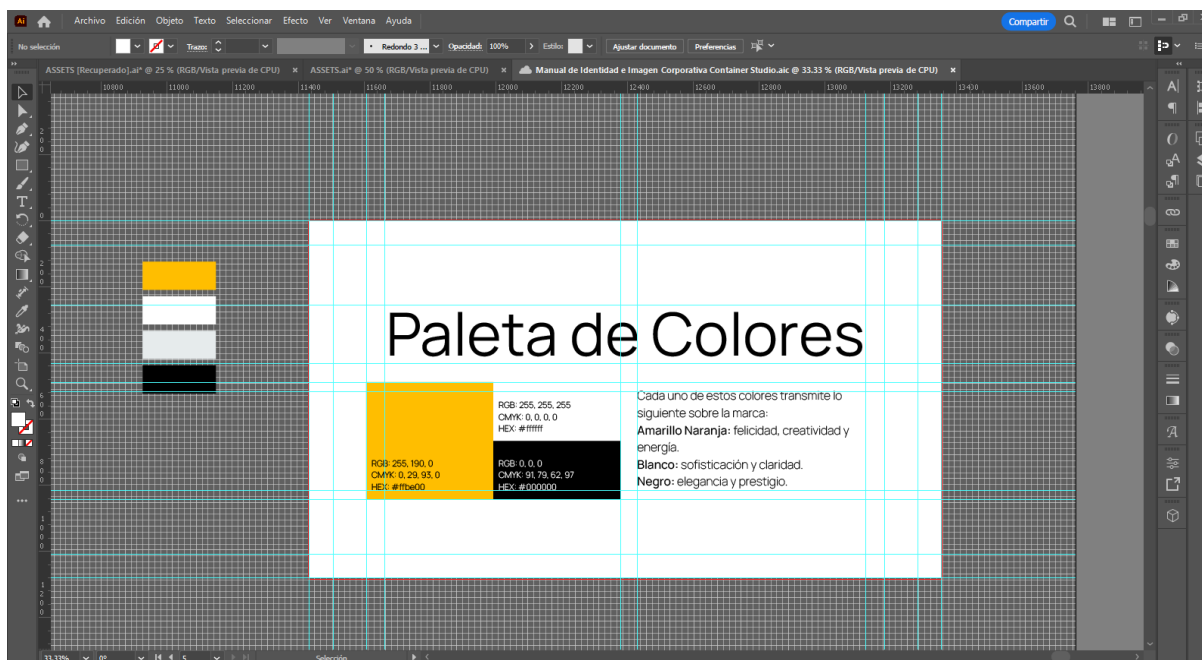 Ai Archivo Edición Objeto Texto Seleccionar Efecto Ver Ventana Ayuda Compartir
No selección Trazo: Redondo 3 ... Opacidad: 100% Estilo: Ajustar documento Preferencias
ASSETS [Recuperado].ai* @ 25 % (RGB/Vista previa de CPU) × ASSETS.ai* @ 50 % (RGB/Vista previa de CPU) × Manual de Identidad e Imagen Corporativa Container Studio.aic @ 33.33 % (RGB/Vista previa de CPU) ×
10800 11000 11200 11400 11600 11800 12000 12200 12400 12600 12800 13000 13200 13400 13600 13800
Paleta de Colores
RGB: 255, 190, 0
CMYK: 0, 29, 93, 0
HEX: #ffbe00
RGB: 255, 255, 255
CMYK: 0, 0, 0, 0
HEX: #ffffff
RGB: 0, 0, 0
CMYK: 91, 79, 62, 97
HEX: #000000
Cada uno de estos colores transmite lo
siguiente sobre la marca:
Amarillo Naranja: felicidad, creatividad y
energía.
Blanco: sofisticación y claridad.
Negro: elegancia y prestigio.
33.33% 0° 5 Selección